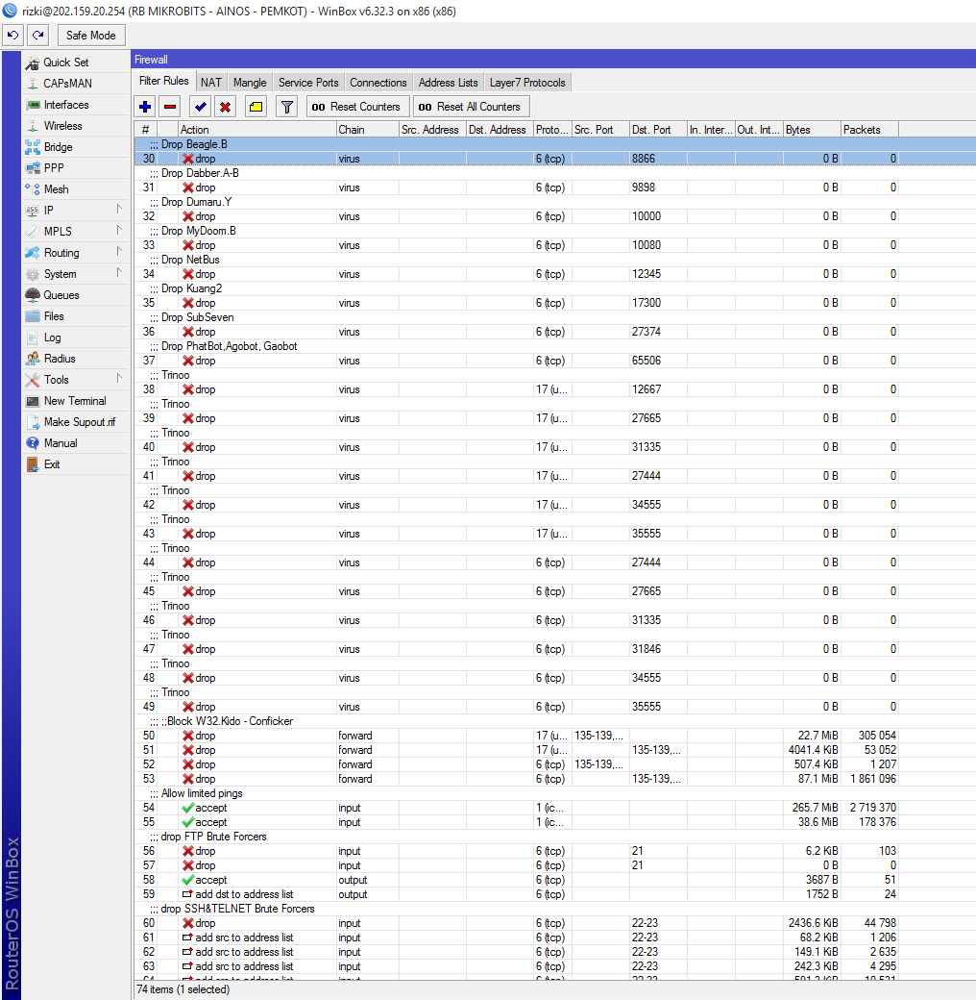 rizki@202.159.20.254 (RB MIKROBITS - AINOS - PEMKOT) - WinBox v6.32.3 on x86 (x86)
Safe Mode
Quick Set
CAPsMAN
Interfaces
Wireless
Bridge
PPP
Mesh
IP
MPLS
Routing
System
Queues
Files
Log
Radius
Tools
New Terminal
Make Supout.rif
Manual
Exit
RouterOS WinBox
Firewall
Filter Rules NAT Mangle Service Ports Connections Address Lists Layer7 Protocols
00 Reset Counters 00 Reset All Counters
# Action Chain Src. Address Dst. Address Proto... Src. Port Dst. Port In. Inter... Out. Int... Bytes Packets
;;; Drop Beagle.B
30 drop virus 6 (tcp) 8866 0 B 0
;;; Drop Dabber.A-B
31 drop virus 6 (tcp) 9898 0 B 0
;;; Drop Dumaru.Y
32 drop virus 6 (tcp) 10000 0 B 0
;;; Drop MyDoom.B
33 drop virus 6 (tcp) 10080 0 B 0
;;; Drop NetBus
34 drop virus 6 (tcp) 12345 0 B 0
;;; Drop Kuang2
35 drop virus 6 (tcp) 17300 0 B 0
;;; Drop SubSeven
36 drop virus 6 (tcp) 27374 0 B 0
;;; Drop PhatBot,Agobot, Gaobot
37 drop virus 6 (tcp) 65506 0 B 0
;;; Trinoo
38 drop virus 17 (u... 12667 0 B 0
;;; Trinoo
39 drop virus 17 (u... 27665 0 B 0
;;; Trinoo
40 drop virus 17 (u... 31335 0 B 0
;;; Trinoo
41 drop virus 17 (u... 27444 0 B 0
;;; Trinoo
42 drop virus 17 (u... 34555 0 B 0
;;; Trinoo
43 drop virus 17 (u... 35555 0 B 0
;;; Trinoo
44 drop virus 6 (tcp) 27444 0 B 0
;;; Trinoo
45 drop virus 6 (tcp) 27665 0 B 0
;;; Trinoo
46 drop virus 6 (tcp) 31335 0 B 0
;;; Trinoo
47 drop virus 6 (tcp) 31846 0 B 0
;;; Trinoo
48 drop virus 6 (tcp) 34555 0 B 0
;;; Trinoo
49 drop virus 6 (tcp) 35555 0 B 0
;;; ;;Block W32.Kido - Conficker
50 drop forward 17 (u... 135-139,... 22.7 MiB 305 054
51 drop forward 17 (u... 135-139,... 4041.4 KiB 53 052
52 drop forward 6 (tcp) 135-139,... 507.4 KiB 1 207
53 drop forward 6 (tcp) 135-139,... 87.1 MiB 1 861 096
;;; Allow limited pings
54 accept input 1 (ic... 265.7 MiB 2 719 370
55 accept input 1 (ic... 38.6 MiB 178 376
;;; drop FTP Brute Forcers
56 drop input 6 (tcp) 21 6.2 KiB 103
57 drop input 6 (tcp) 21 0 B 0
58 accept output 6 (tcp) 3687 B 51
59 add dst to address list output 6 (tcp) 1752 B 24
;;; drop SSH&TELNET Brute Forcers
60 drop input 6 (tcp) 22-23 2436.6 KiB 44 798
61 add src to address list input 6 (tcp) 22-23 68.2 KiB 1 206
62 add src to address list input 6 (tcp) 22-23 149.1 KiB 2 635
63 add src to address list input 6 (tcp) 22-23 242.3 KiB 4 295
74 items (1 selected)